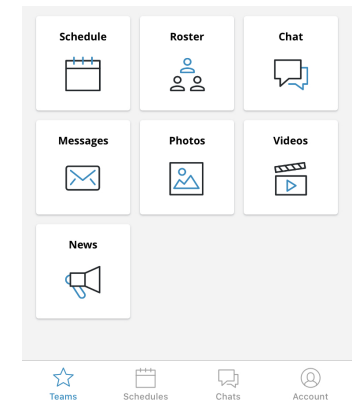 Schedule Roster Chat
Messages Photos Videos
News
Teams Schedules Chats Account